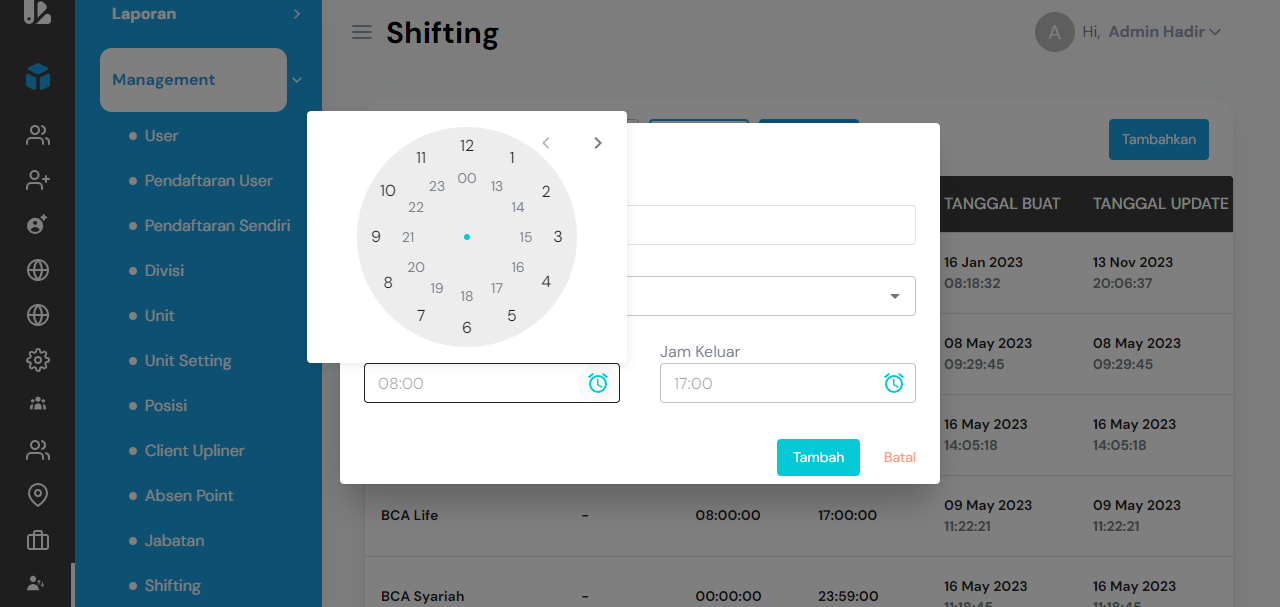 Laporan
Management
User
Pendaftaran User
Pendaftaran Sendiri
Divisi
Unit
Unit Setting
Posisi
Client Upliner
Absen Point
Jabatan
Shifting
Shifting
A Hi, Admin Hadir
Tambahkan
TANGGAL BUAT TANGGAL UPDATE
16 Jan 2023 13 Nov 2023
08:18:32 20:06:37
08 May 2023 08 May 2023
09:29:45 09:29:45
16 May 2023 16 May 2023
14:05:18 14:05:18
BCA Life - 08:00:00 17:00:00 09 May 2023 09 May 2023
11:22:21 11:22:21
BCA Syariah - 00:00:00 23:59:00 16 May 2023 16 May 2023
11:18:45 11:18:45
12
11 1
00
10 23 13 2
22 14
9 21 15 3
20 16
8 19 17 4
18
7 5
6
Jam Keluar
08:00 17:00
Tambah Batal